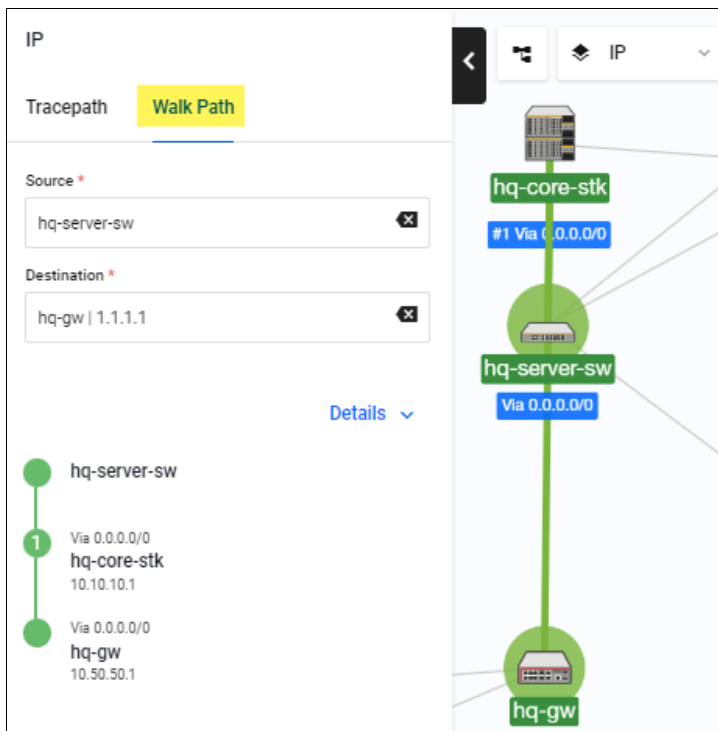 IP
Tracepath
Walk Path
Source *
hq-server-sw
Destination *
hq-gw | 1.1.1.1
Details
hq-server-sw
1
Via 0.0.0.0/0
hq-core-stk
10.10.10.1
Via 0.0.0.0/0
hq-gw
10.50.50.1
IP
hq-core-stk
#1 Via 0.0.0.0/0
hq-server-sw
Via 0.0.0.0/0
hq-gw